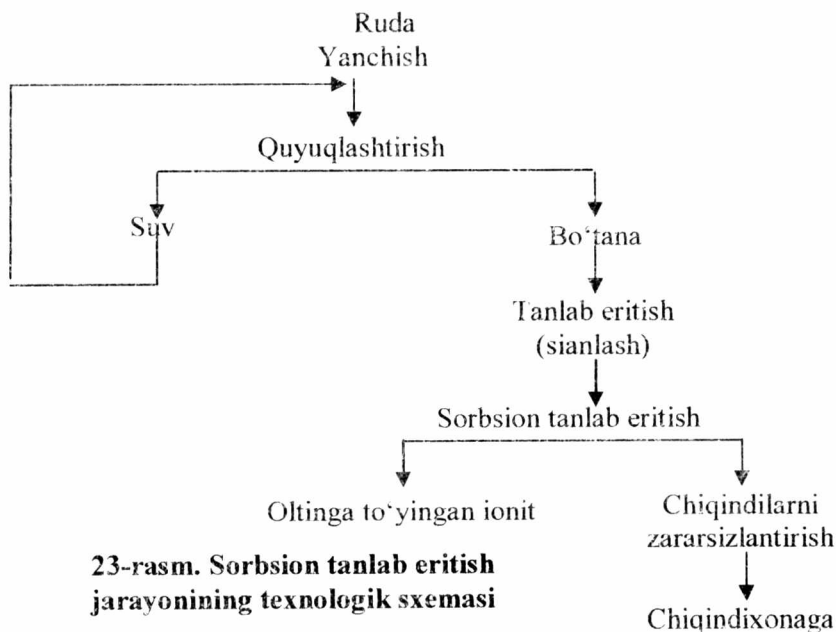 Ruda
Yanchish
Quyuqlashtirish
Suv
Bo‘tana
Tanlab eritish
(sianlash)
Sorbsion tanlab eritish
Oltinga to‘yingan ionit
Chiqindilarni
zararsizlantirish
23-rasm. Sorbsion tanlab eritish
jarayonining texnologik sxemasi
Chiqindixonaga